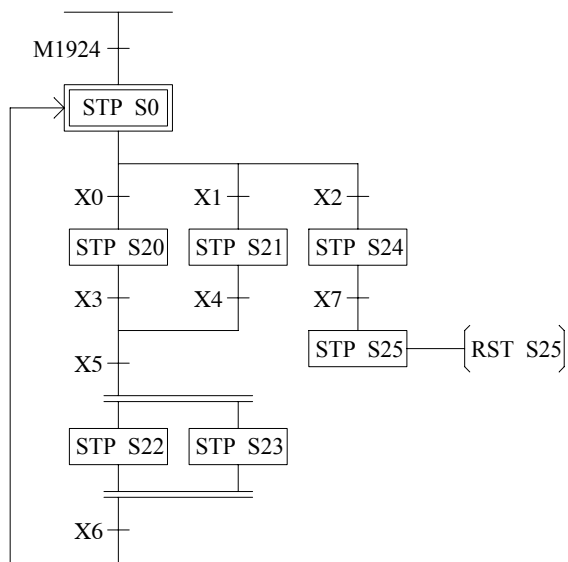 M1924
STP S0
X0 X1 X2
STP S20 STP S21 STP S24
X3 X4 X7
STP S25 RST S25
X5
STP S22 STP S23
X6